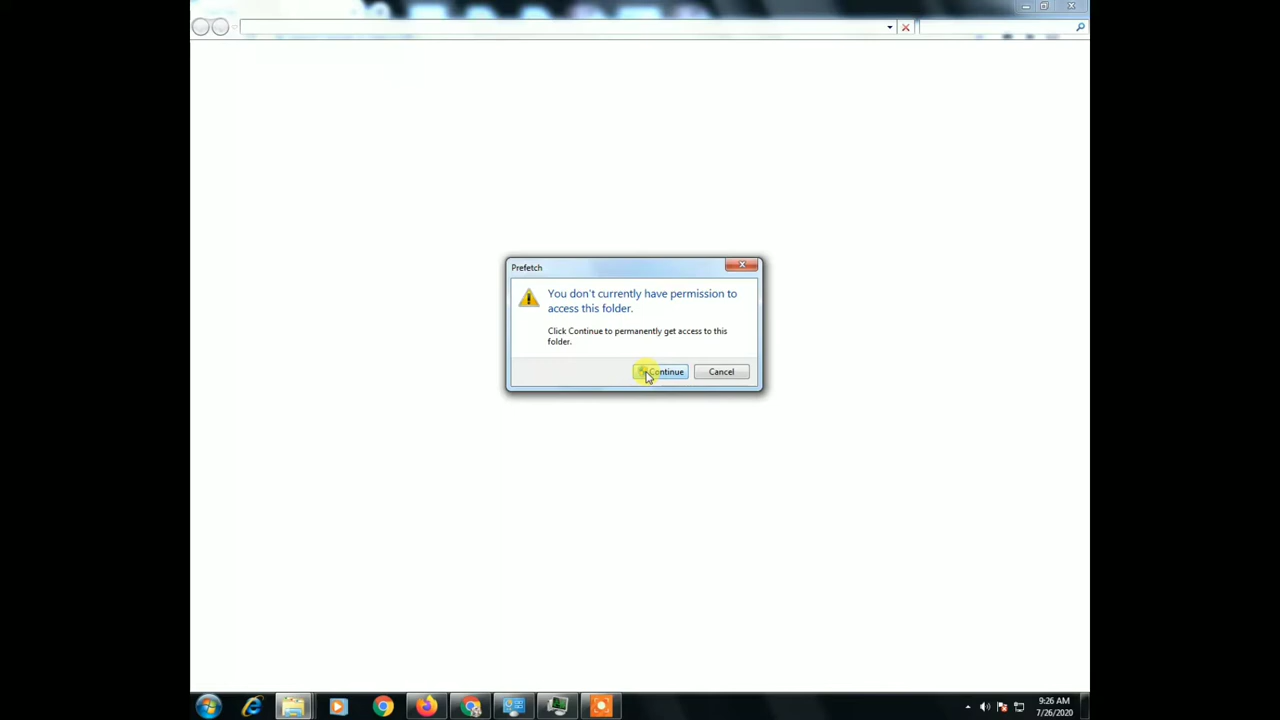 Prefetch
You don't currently have permission to
access this folder.
Click Continue to permanently get access to this
folder.
Continue
Cancel
9:26 AM
7/26/2020